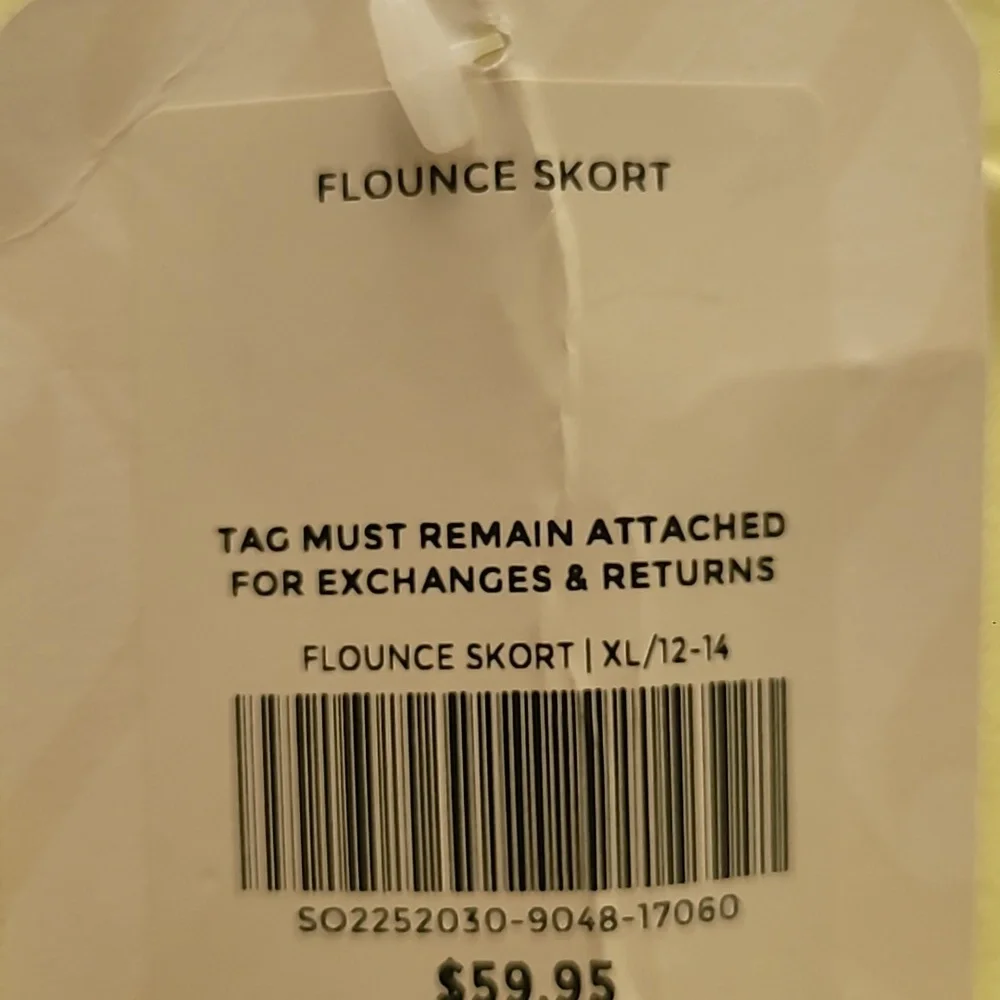 FLOUNCE SKORT
TAG MUST REMAIN ATTACHED
FOR EXCHANGES & RETURNS
FLOUNCE SKORT | XL/12-14
SO2252030-9048-17060
$59.95